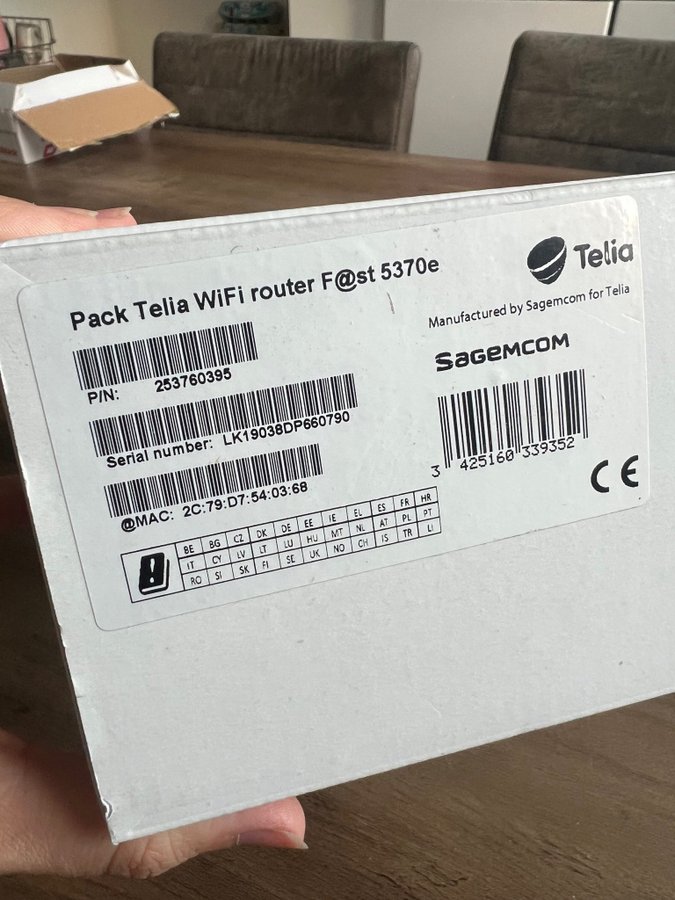 Pack Telia WiFi router F@st 5370e
P/N: 253760395
Serial number: LK19038DP660790
@MAC: 2C:79:D7:54:03:68
Telia
Manufactured by Sagemcom for Telia
SAGEMCOM
3 425160 339352
CE
BE BG CZ DK DE EE IE EL ES FR HR
IT CY LV LT LU HU MT NL AT PL PT
RO SI SK FI SE UK NO CH IS TR LI